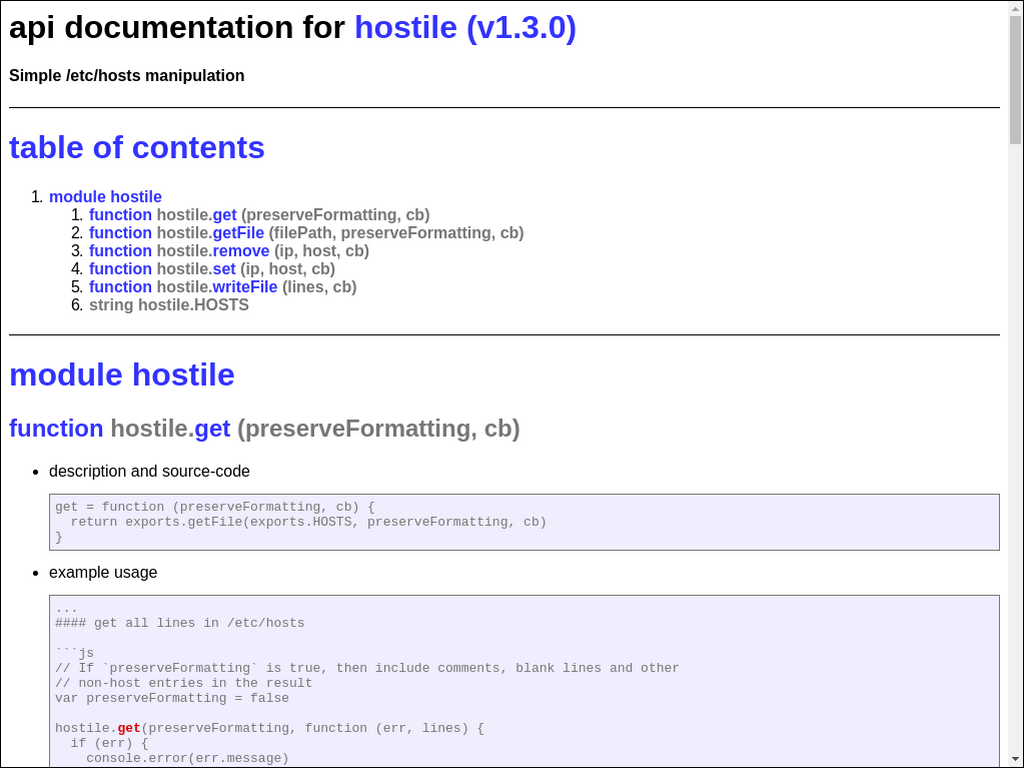 api documentation for hostile (v1.3.0)
Simple /etc/hosts manipulation
table of contents
1. module hostile
1. function hostile.get (preserveFormatting, cb)
2. function hostile.getFile (filePath, preserveFormatting, cb)
3. function hostile.remove (ip, host, cb)
4. function hostile.set (ip, host, cb)
5. function hostile.writeFile (lines, cb)
6. string hostile.HOSTS
module hostile
function hostile.get (preserveFormatting, cb)
• description and source-code
get = function (preserveFormatting, cb) {
  return exports.getFile(exports.HOSTS, preserveFormatting, cb)
}
• example usage
...
#### get all lines in /etc/hosts
```js
// If `preserveFormatting` is true, then include comments, blank lines and other
// non-host entries in the result
var preserveFormatting = false
hostile.get(preserveFormatting, function (err, lines) {
  if (err) {
    console.error(err.message)